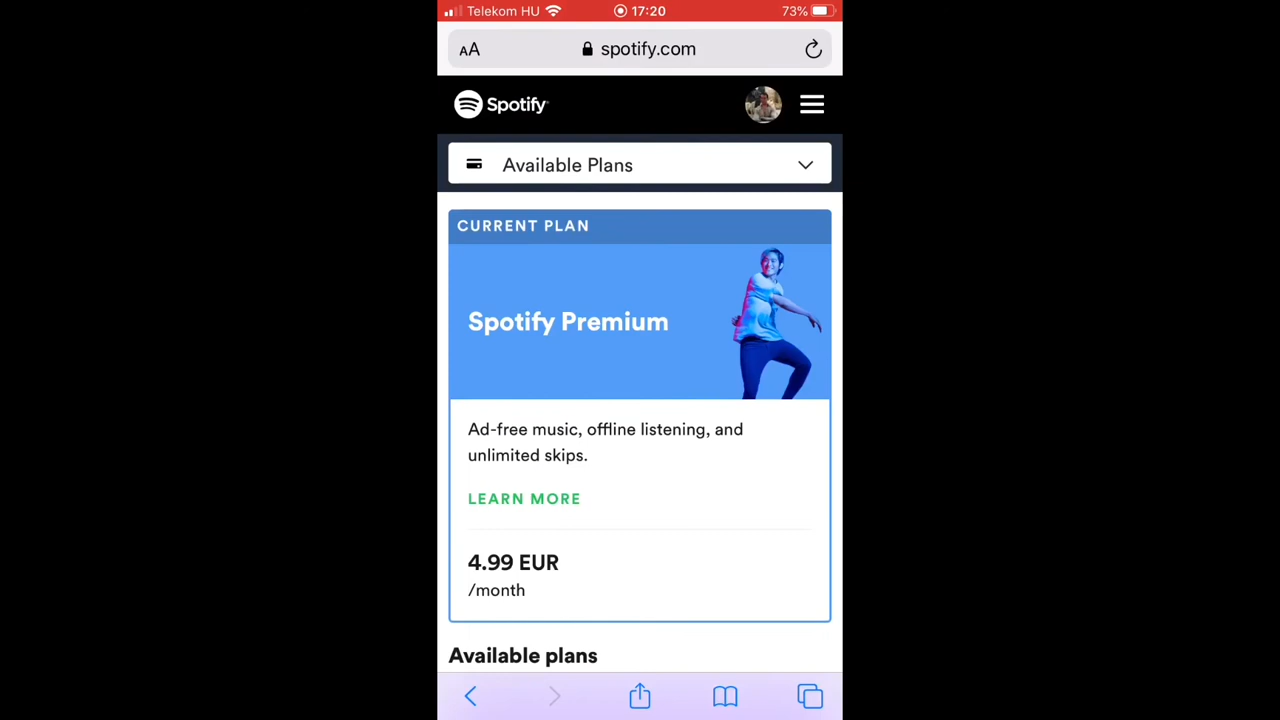 Telekom HU 17:20 73%
AA spotify.com
Spotify
Available Plans
CURRENT PLAN
Spotify Premium
Ad-free music, offline listening, and
unlimited skips.
LEARN MORE
4.99 EUR
/month
Available plans